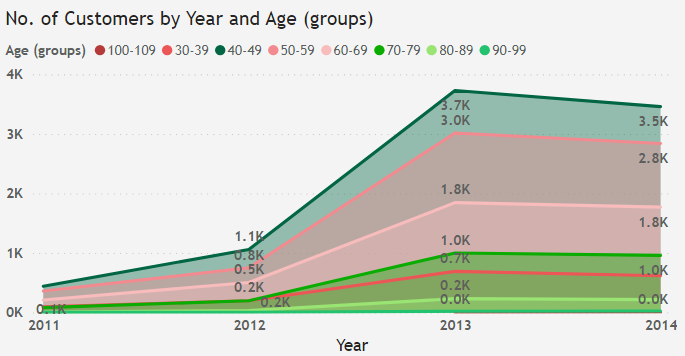 No. of Customers by Year and Age (groups)
Age (groups) 100-109 30-39 40-49 50-59 60-69 70-79 80-89 90-99
4K
3.7K
3.5K
3.0K
3K
2.8K
2K
1.8K
1.8K
1.1K
1.0K
1K
0.8K
0.7K
1.0K
0.5K
0.2K
0.2K
0.2K
0.0K
0.0K
0.1K
0K
2011 2012 2013 2014
Year